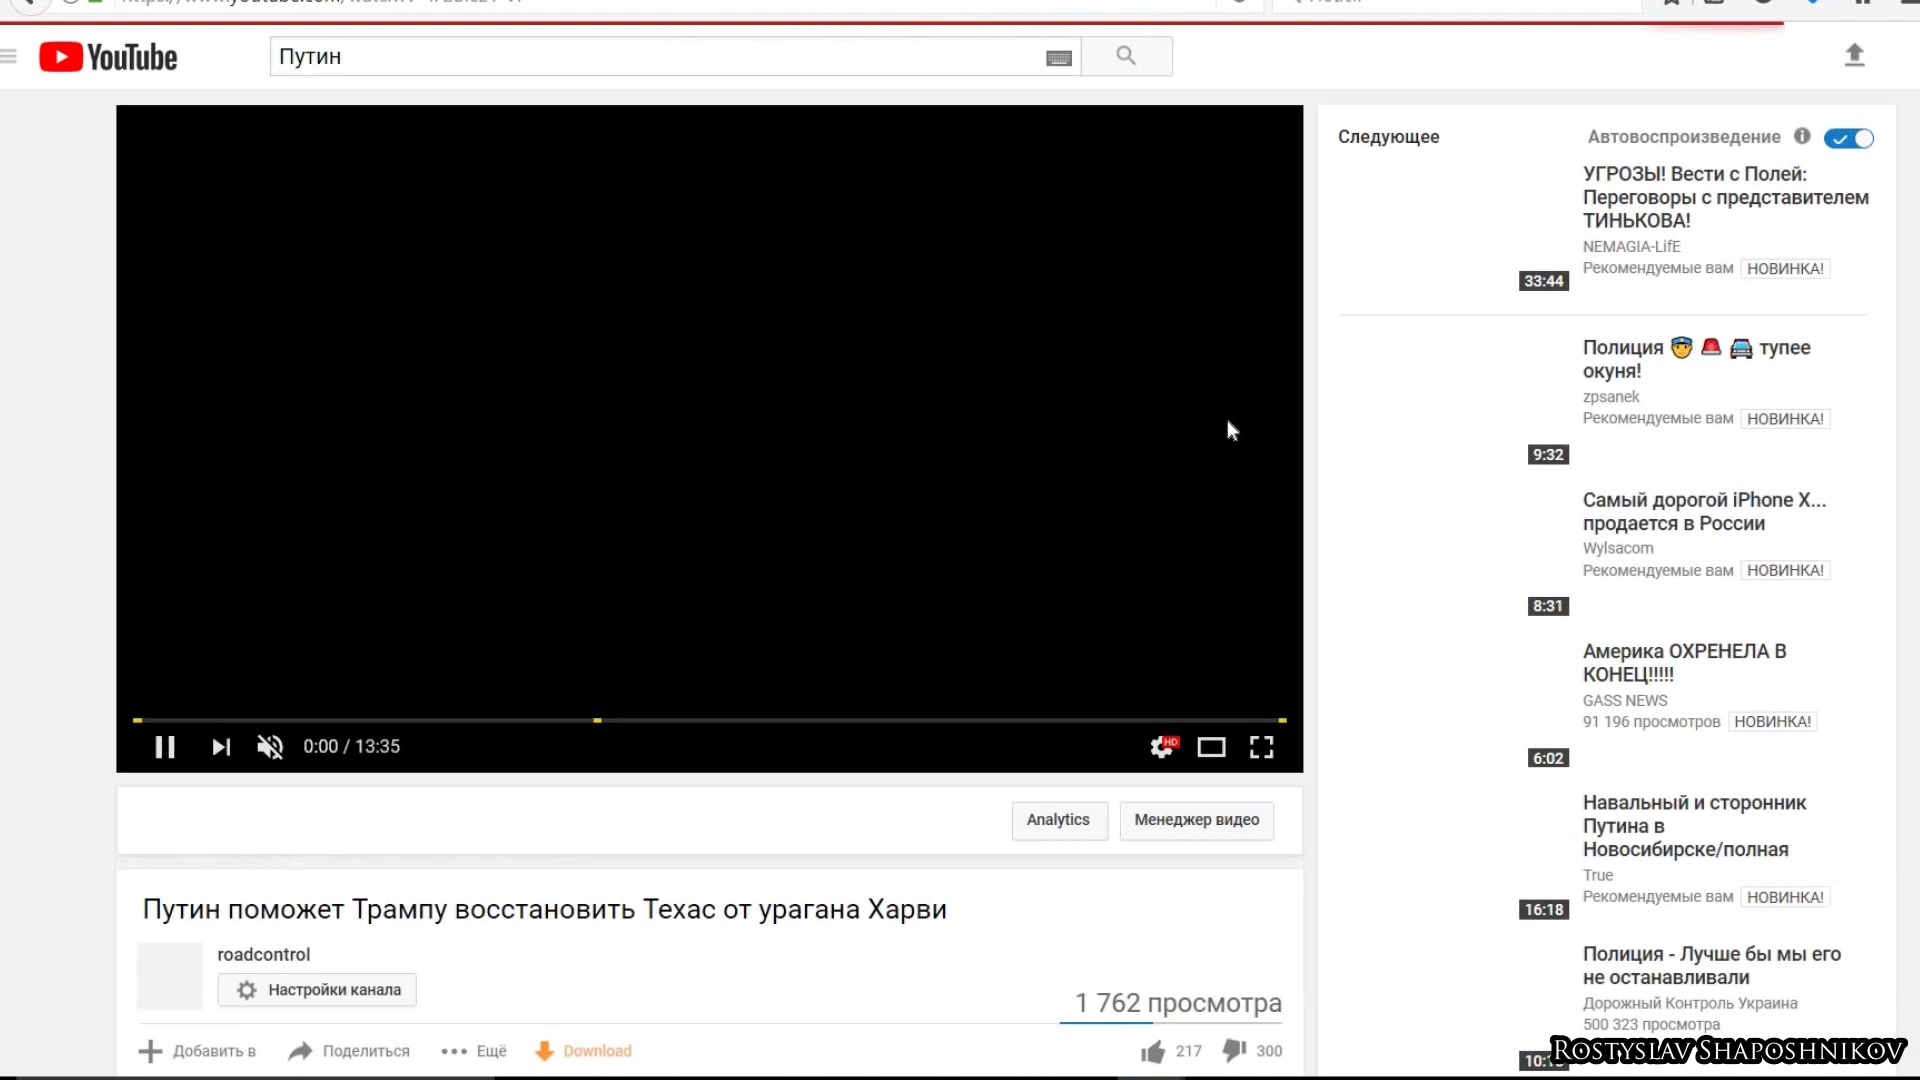 YouTube
Путин
Следующее
Автовоспроизведение
УГРОЗЫ! Вести с Полей:
Переговоры с представителем
ТИНЬКОВА!
NEMAGIA-LifE
Рекомендуемые вам НОВИНКА!
33:44
Полиция 👮 🚨 🚔 тупее
окуня!
zpsanek
Рекомендуемые вам НОВИНКА!
9:32
Самый дорогой iPhone X...
продается в России
Wylsacom
Рекомендуемые вам НОВИНКА!
8:31
Америка ОХРЕНЕЛА В
КОНЕЦ!!!!!
GASS NEWS
91 196 просмотров НОВИНКА!
6:02
Навальный и сторонник
Путина в
Новосибирске/полная
True
Рекомендуемые вам НОВИНКА!
16:18
Полиция - Лучше бы мы его
не останавливали
Дорожный Контроль Украина
500 323 просмотра
0:00 / 13:35
HD
Analytics
Менеджер видео
Путин поможет Трампу восстановить Техас от урагана Харви
roadcontrol
Настройки канала
1 762 просмотра
Добавить в
Поделиться
Ещё
Download
217
300
Rostyslav Shaposhnikov